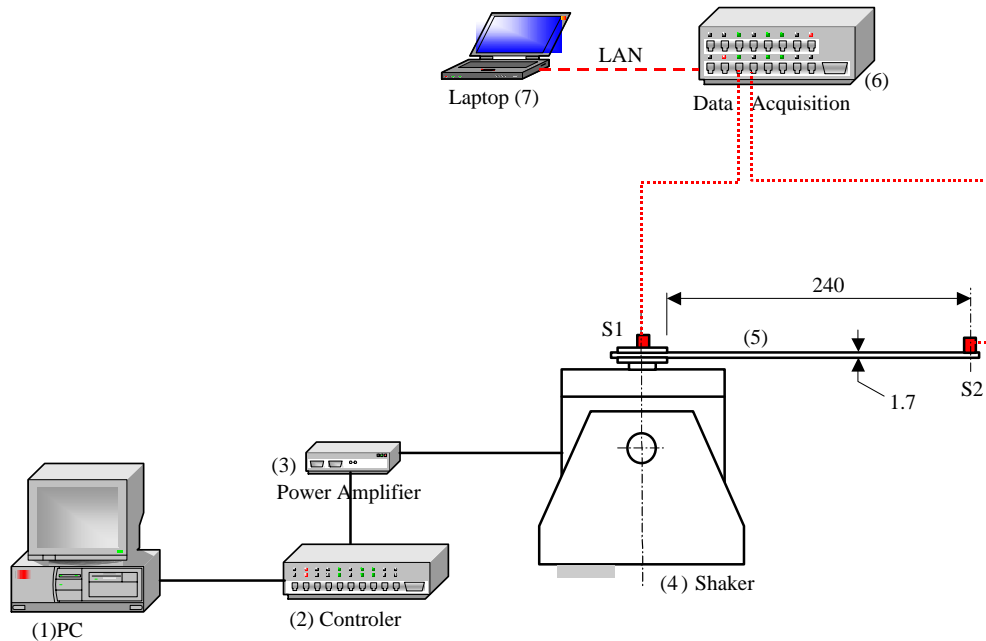 LAN
(6)
Laptop (7)
Data Acquisition
240
S1
(5)
S2
1.7
(3)
Power Amplifier
(4) Shaker
(2) Controler
(1)PC